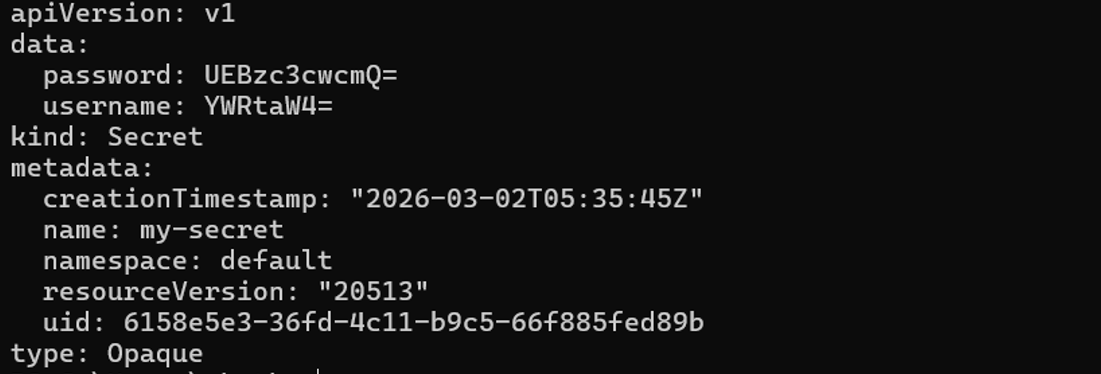 apiVersion: v1
data:
  password: UEBzc3cwcmQ=
  username: YWRtaW4=
kind: Secret
metadata:
  creationTimestamp: "2026-03-02T05:35:45Z"
  name: my-secret
  namespace: default
  resourceVersion: "20513"
  uid: 6158e5e3-36fd-4c11-b9c5-66f885fed89b
type: Opaque